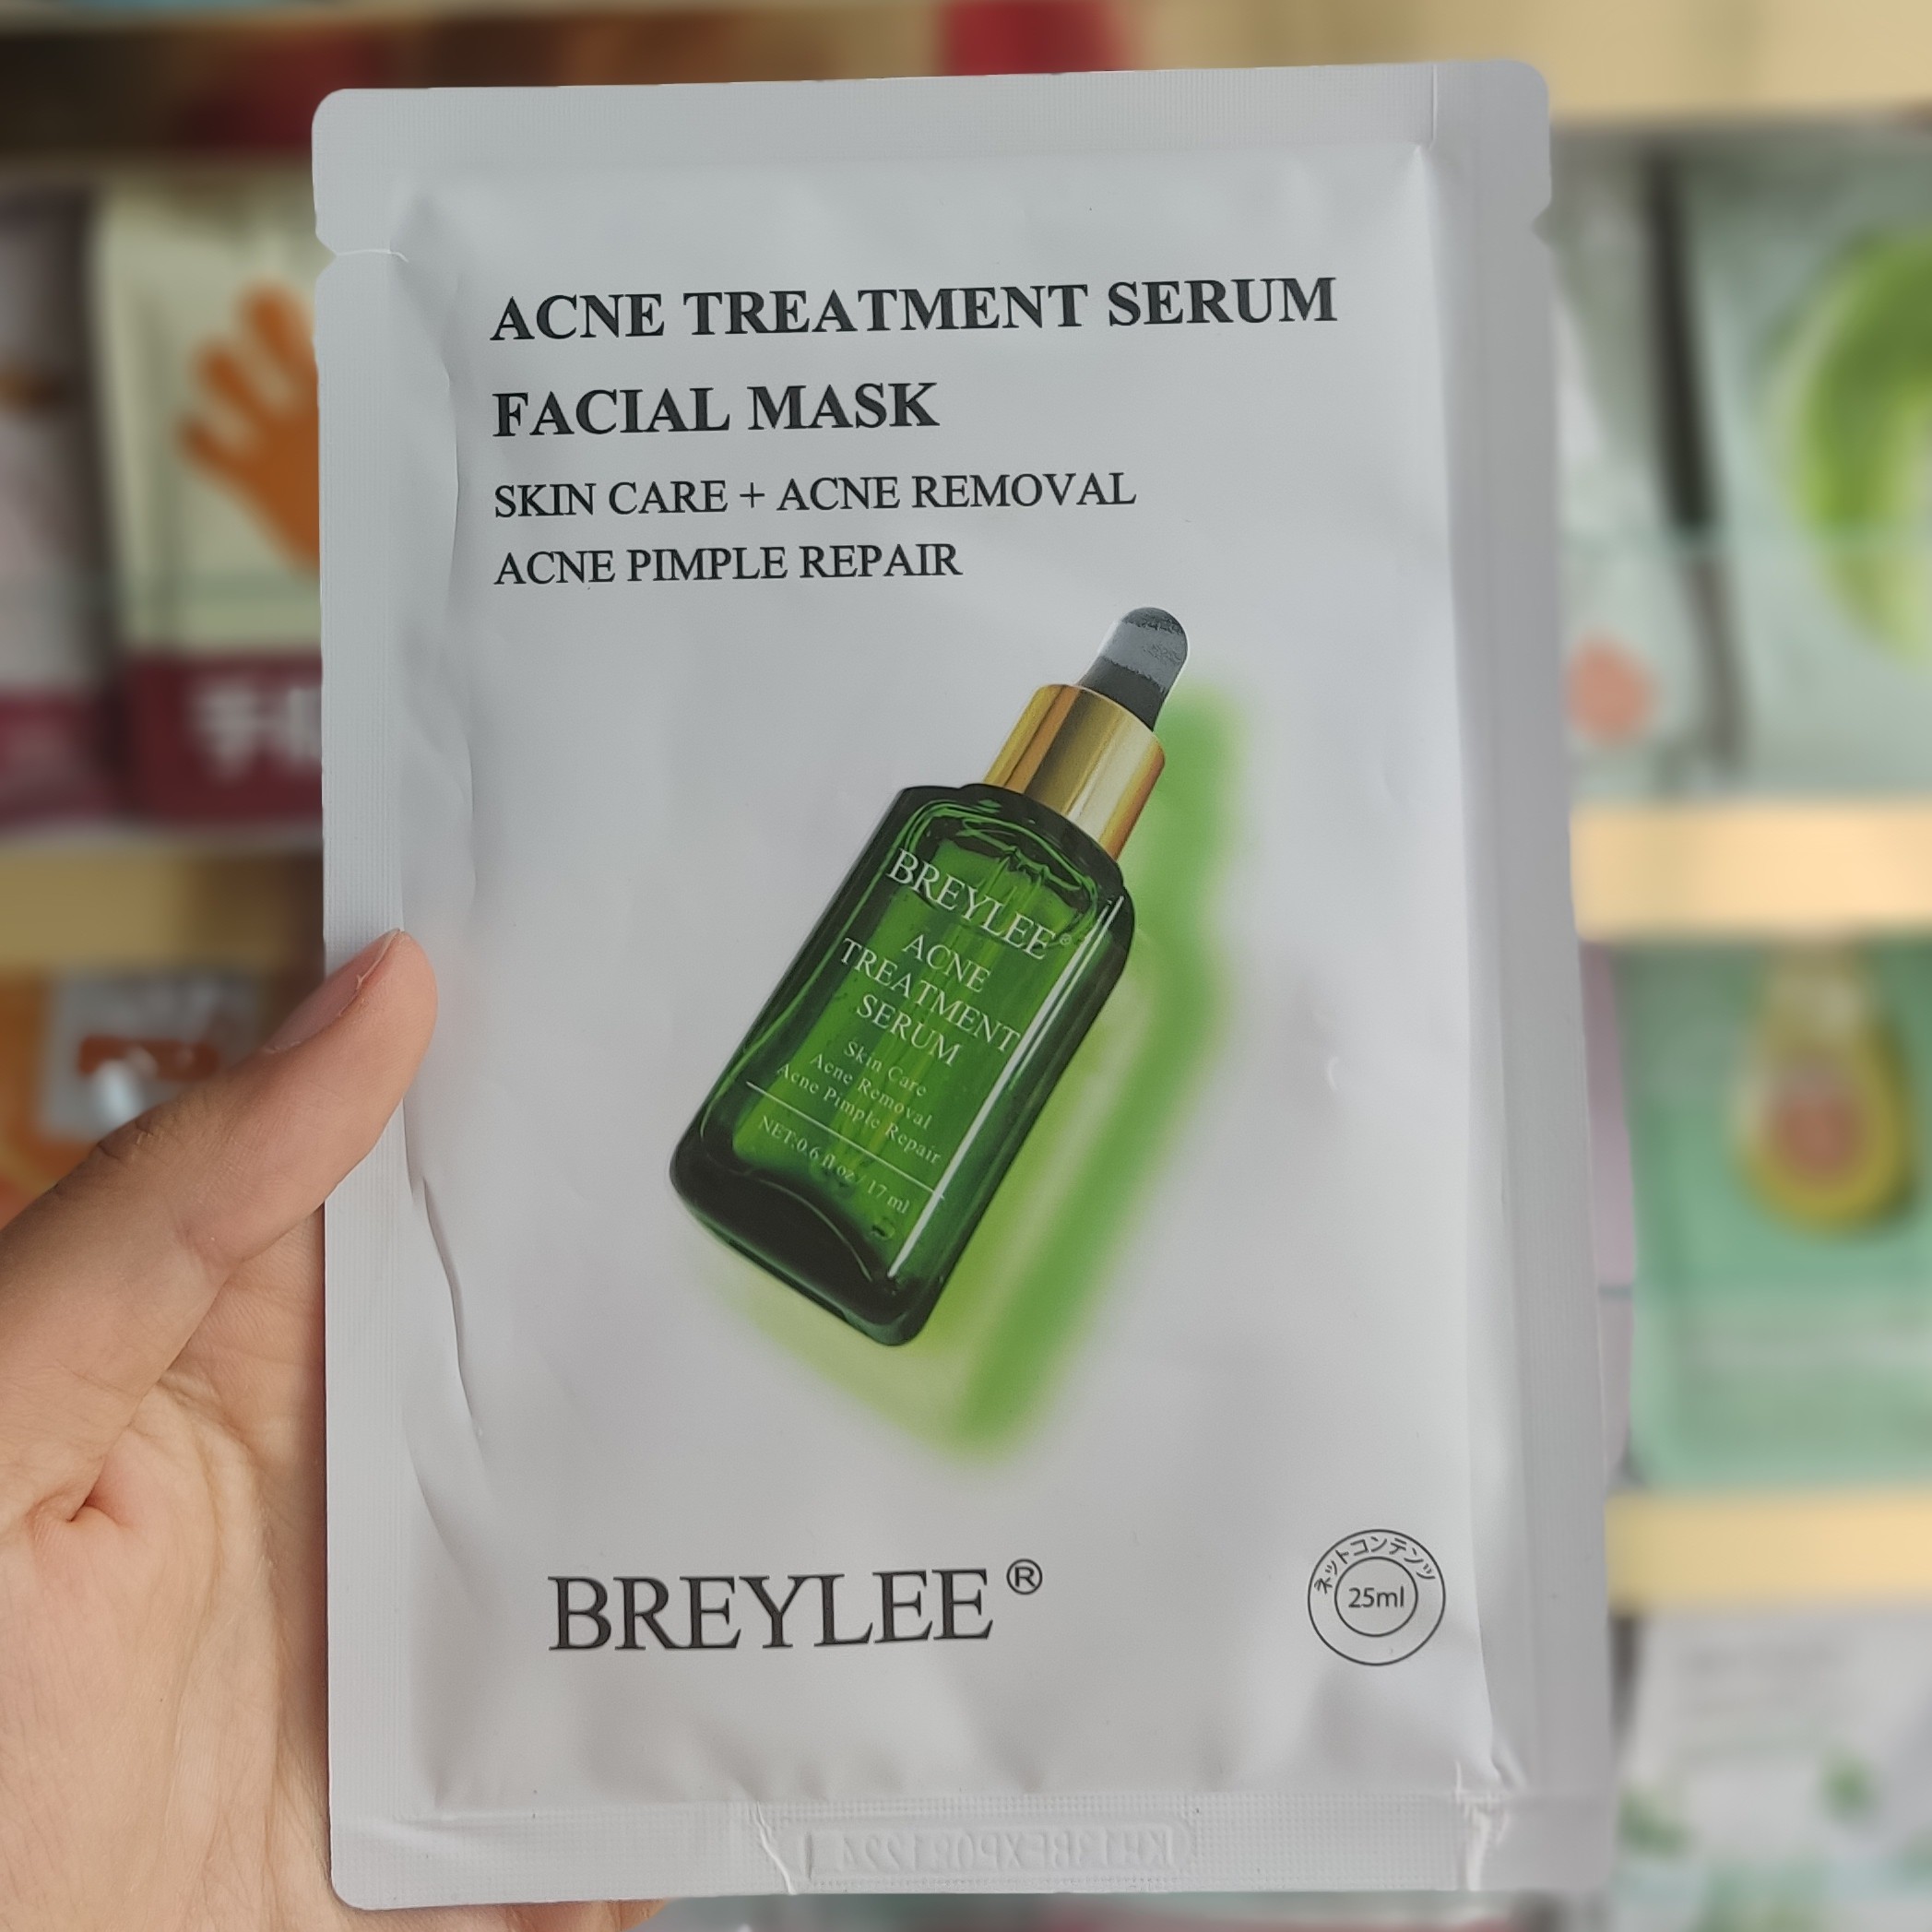 ACNE TREATMENT SERUM
FACIAL MASK
SKIN CARE + ACNE REMOVAL
ACNE PIMPLE REPAIR
BREYLEE®
ACNE
TREATMENT
SERUM
Skin Care
Acne Removal
Acne Pimple Repair
NET:0.6 fl oz / 17 ml
BREYLEE®
ネットコンテンツ
25ml